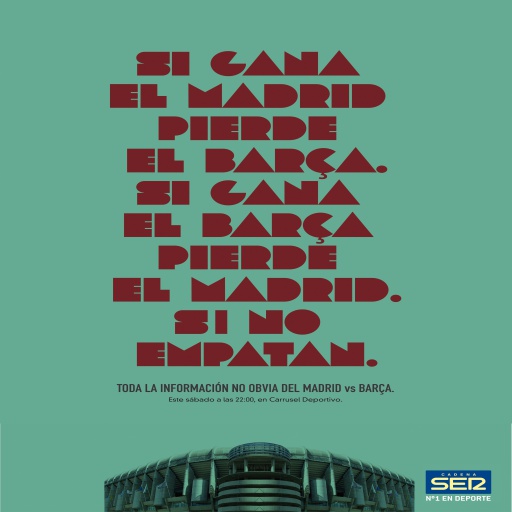 SI GANA
EL MADRID
PIERDE
EL BARÇA.
SI GANA
EL BARÇA
PIERDE
EL MADRID.
SI NO
EMPATAN.
TODA LA INFORMACIÓN NO OBVIA DEL MADRID vs BARÇA.
Este sábado a las 22:00, en Carrusel Deportivo.
CADENA
SER
Nº1 EN DEPORTE